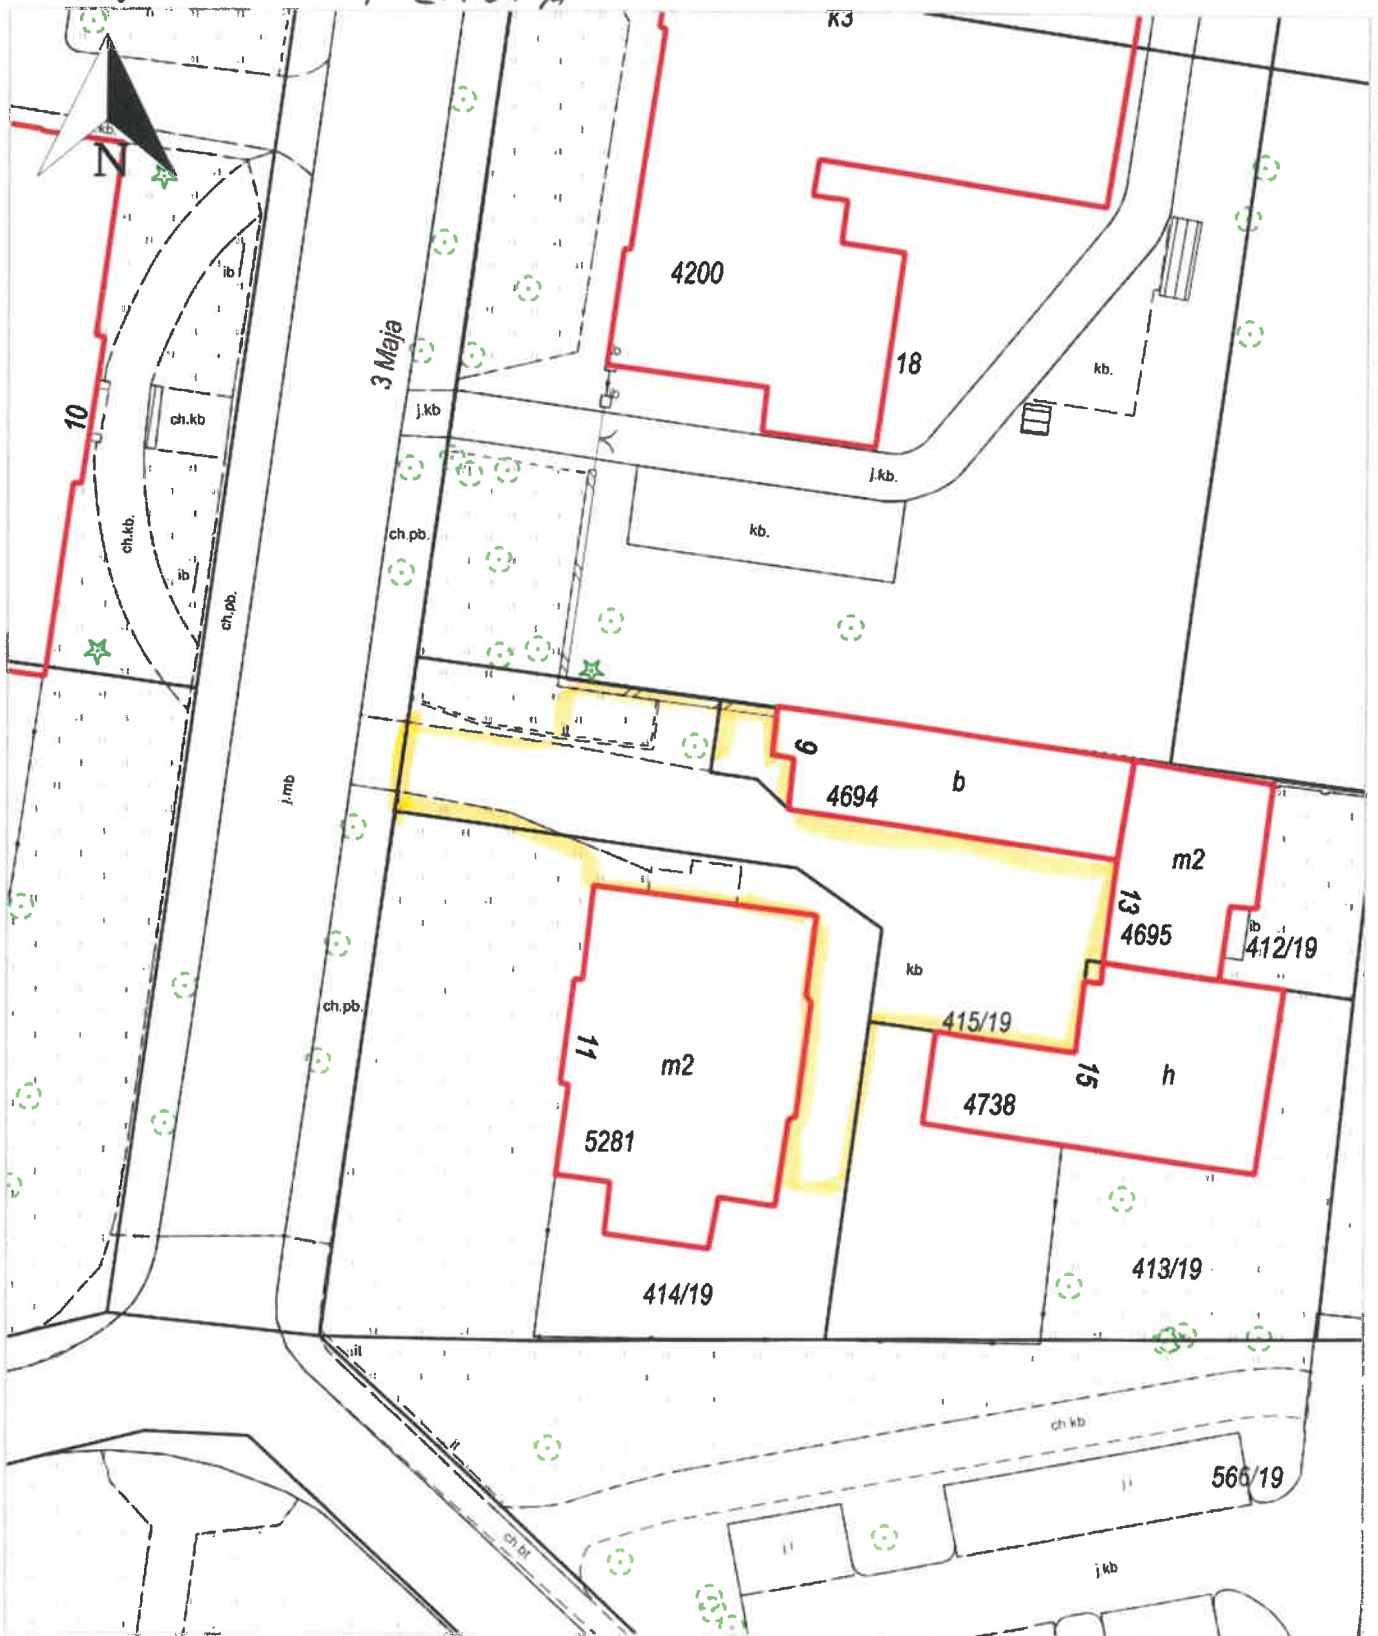 k3
kb.
N
ib
4200
3 Maja
18
kb.
10
ch.kb
j.kb
j.kb.
ch.kb.
ch.pb.
kb.
ib
ch.pb.
9
b
4694
j.mb
m2
13
4695
ib
412/19
kb
ch.pb.
415/19
11
m2
15
h
4738
5281
413/19
414/19
ch kb
566/19
ch bt
j.kb